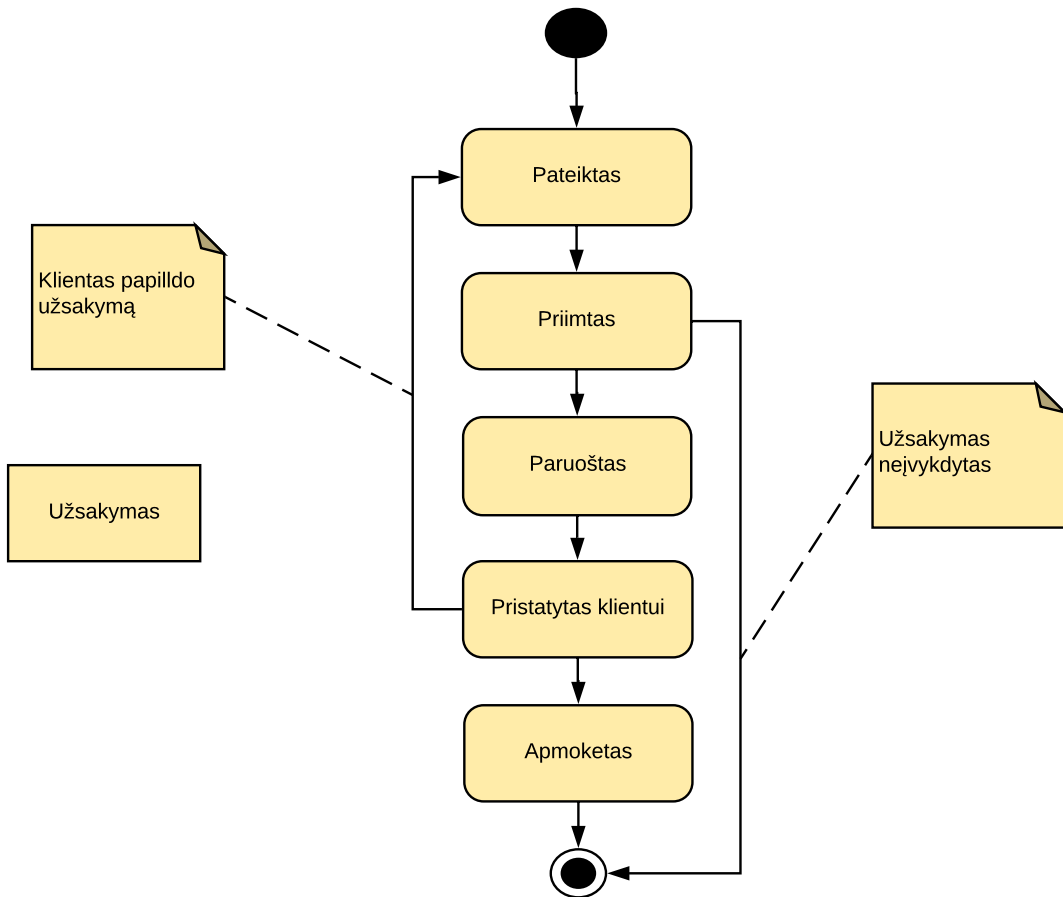 Pateiktas
Klientas papilldo
užsakymą
Priimtas
Užsakymas
neįvykdytas
Paruoštas
Užsakymas
Pristatytas klientui
Apmoketas